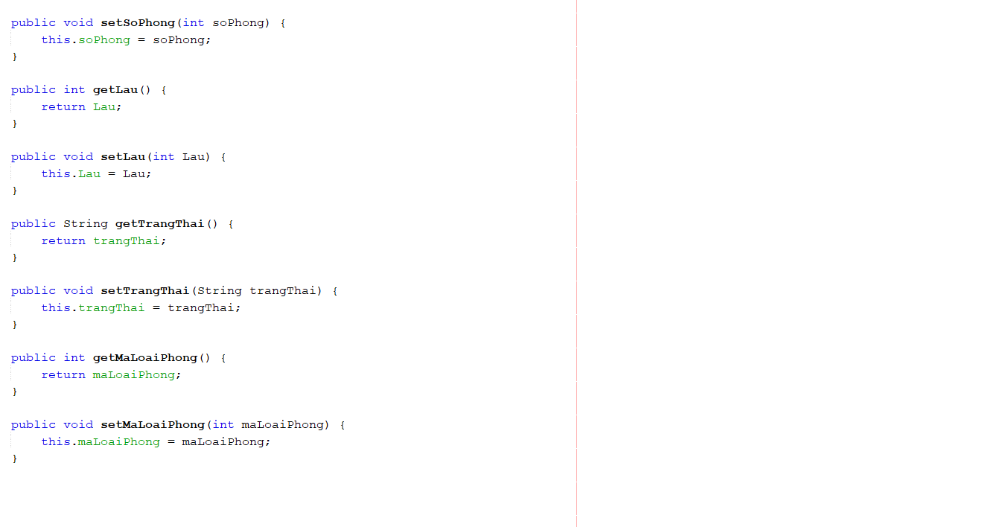 public void setSoPhong(int soPhong) {
    this.soPhong = soPhong;
}

public int getLau() {
    return Lau;
}

public void setLau(int Lau) {
    this.Lau = Lau;
}

public String getTrangThai() {
    return trangThai;
}

public void setTrangThai(String trangThai) {
    this.trangThai = trangThai;
}

public int getMaLoaiPhong() {
    return maLoaiPhong;
}

public void setMaLoaiPhong(int maLoaiPhong) {
    this.maLoaiPhong = maLoaiPhong;
}